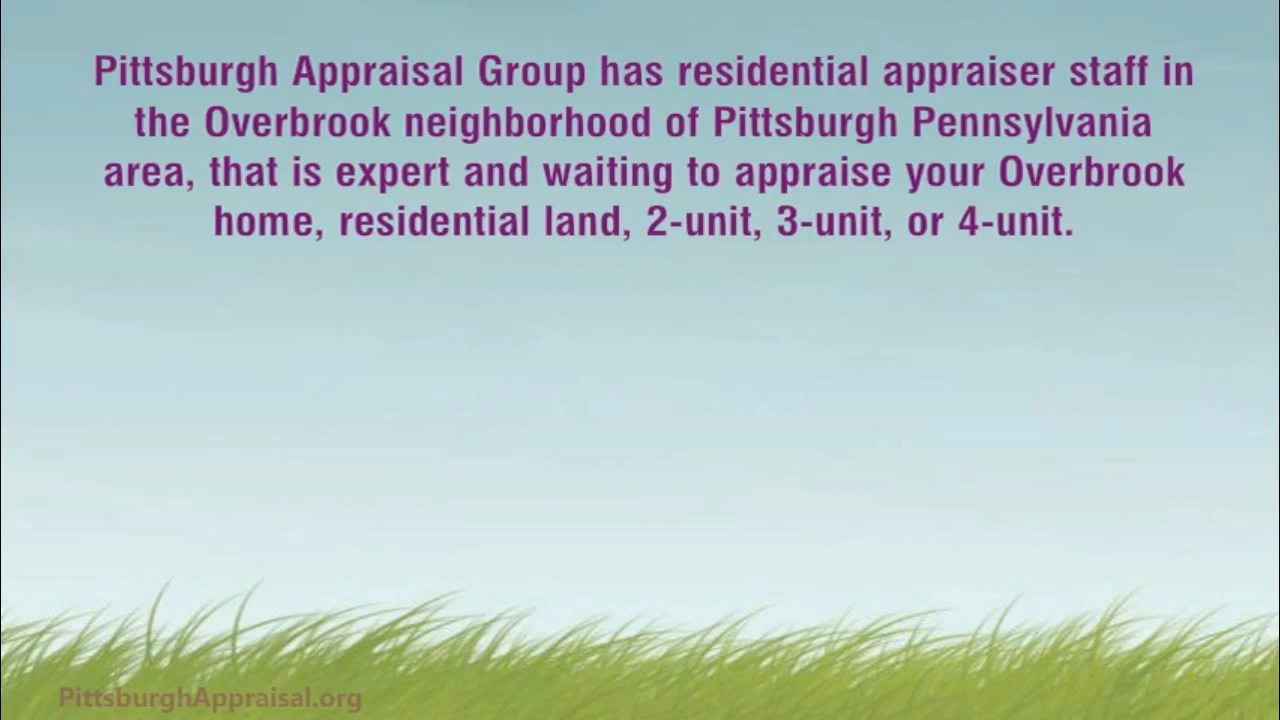 Pittsburgh Appraisal Group has residential appraiser staff in
the Overbrook neighborhood of Pittsburgh Pennsylvania
area, that is expert and waiting to appraise your Overbrook
home, residential land, 2-unit, 3-unit, or 4-unit.
PittsburghAppraisal.org